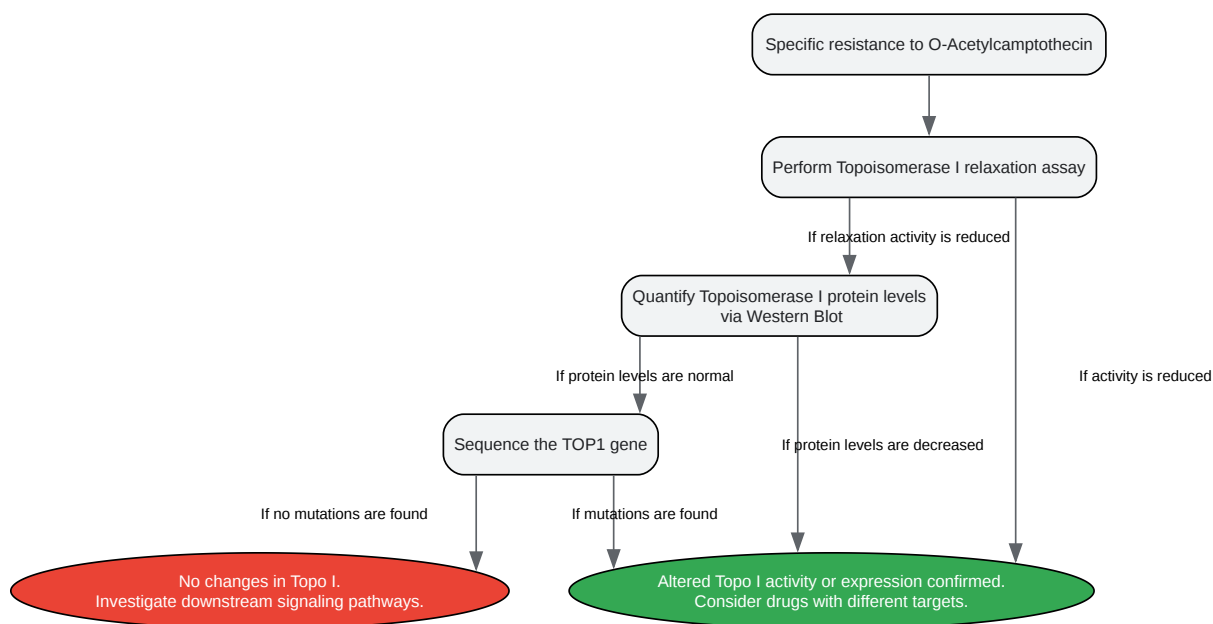 Specific resistance to O-Acetylcamptothecin
Perform Topoisomerase I relaxation assay
If relaxation activity is reduced
Quantify Topoisomerase I protein levels
via Western Blot
If protein levels are normal
If activity is reduced
Sequence the TOP1 gene
If protein levels are decreased
If no mutations are found
If mutations are found
No changes in Topo I.
Investigate downstream signaling pathways.
Altered Topo I activity or expression confirmed.
Consider drugs with different targets.